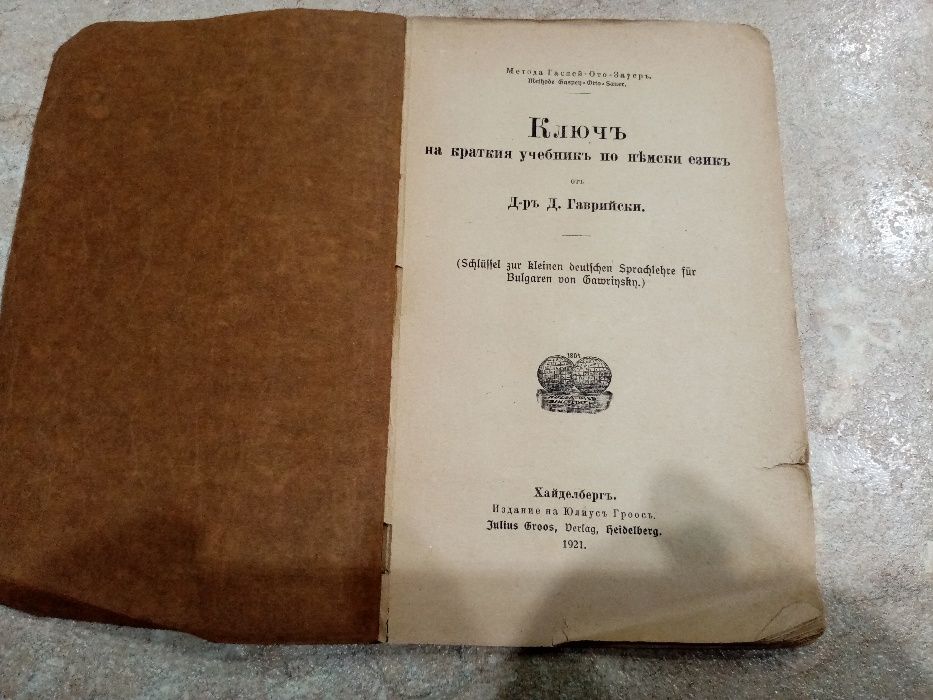 Метода Гаспей-Ото-Зауеръ.
Methode Gaspey-Otto-Sauer.
Ключъ
на краткия учебникъ по нѣмски езикъ
отъ
Д-ръ Д. Гаврийски.
(Schlüssel zur kleinen deutschen Sprachlehre für
Bulgaren von Gawriysky.)
Хайделбергъ.
Издание на Юлиусъ Гроосъ.
Julius Groos, Verlag, Heidelberg.
1921.